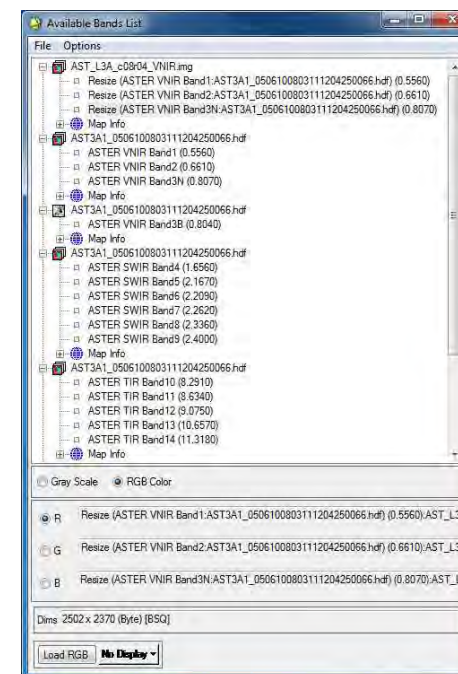 Available Bands List
File Options
AST_L3A_c08r04_VNIR.img
Resize (ASTER VNIR Band1:AST3A1_0506100803111204250066.hdf) (0.5560)
Resize (ASTER VNIR Band2:AST3A1_0506100803111204250066.hdf) (0.6610)
Resize (ASTER VNIR Band3N:AST3A1_0506100803111204250066.hdf) (0.8070)
Map Info
AST3A1_0506100803111204250066.hdf
ASTER VNIR Band1 (0.5560)
ASTER VNIR Band2 (0.6610)
ASTER VNIR Band3N (0.8070)
Map Info
AST3A1_0506100803111204250066.hdf
ASTER VNIR Band3B (0.8040)
Map Info
AST3A1_0506100803111204250066.hdf
ASTER SWIR Band4 (1.6560)
ASTER SWIR Band5 (2.1670)
ASTER SWIR Band6 (2.2090)
ASTER SWIR Band7 (2.2620)
ASTER SWIR Band8 (2.3360)
ASTER SWIR Band9 (2.4000)
Map Info
AST3A1_0506100803111204250066.hdf
ASTER TIR Band10 (8.2910)
ASTER TIR Band11 (8.6340)
ASTER TIR Band12 (9.0750)
ASTER TIR Band13 (10.6570)
ASTER TIR Band14 (11.3180)
Map Info
Gray Scale RGB Color
R Resize (ASTER VNIR Band1:AST3A1_0506100803111204250066.hdf) (0.5560):AST_L3
G Resize (ASTER VNIR Band2:AST3A1_0506100803111204250066.hdf) (0.6610):AST_L3
B Resize (ASTER VNIR Band3N:AST3A1_0506100803111204250066.hdf) (0.8070):AST_L
Dims 2502 x 2370 (Byte) [BSQ]
Load RGB No Display